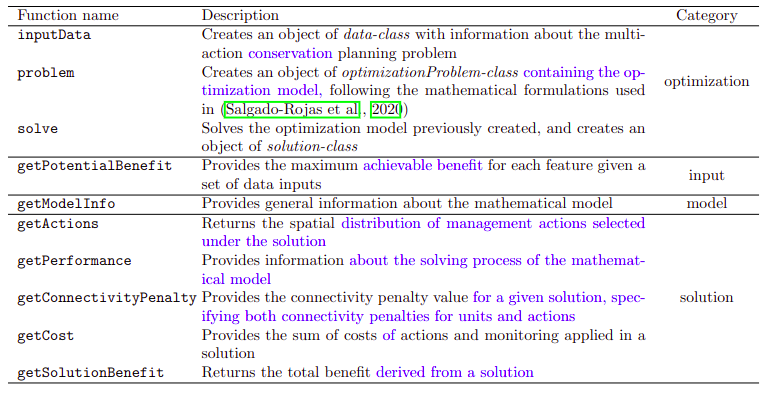 Function name Description Category
inputData Creates an object of data-class with information about the multi-
action conservation planning problem
problem Creates an object of optimizationProblem-class containing the op-
timization model, following the mathematical formulations used
optimization
in (Salgado-Rojas et al., 2020)
solve Solves the optimization model previously created, and creates an
object of solution-class
getPotentialBenefit Provides the maximum achievable benefit for each feature given a
set of data inputs
input
getModelInfo Provides general information about the mathematical model model
getActions Returns the spatial distribution of management actions selected
under the solution
getPerformance Provides information about the solving process of the mathemat-
ical model
getConnectivityPenalty Provides the connectivity penalty value for a given solution, spec-
ifying both connectivity penalties for units and actions
solution
getCost Provides the sum of costs of actions and monitoring applied in a
solution
getSolutionBenefit Returns the total benefit derived from a solution